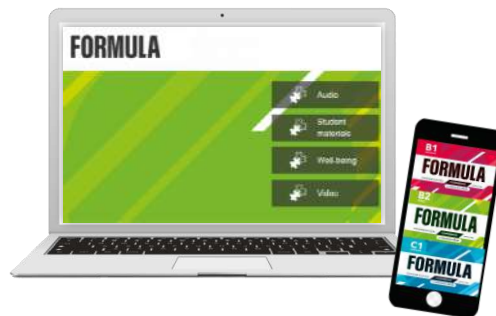 FORMULA
Audio
Student
materials
Well-being
Video
B1
FORMULA
B2
FORMULA
C1
FORMULA